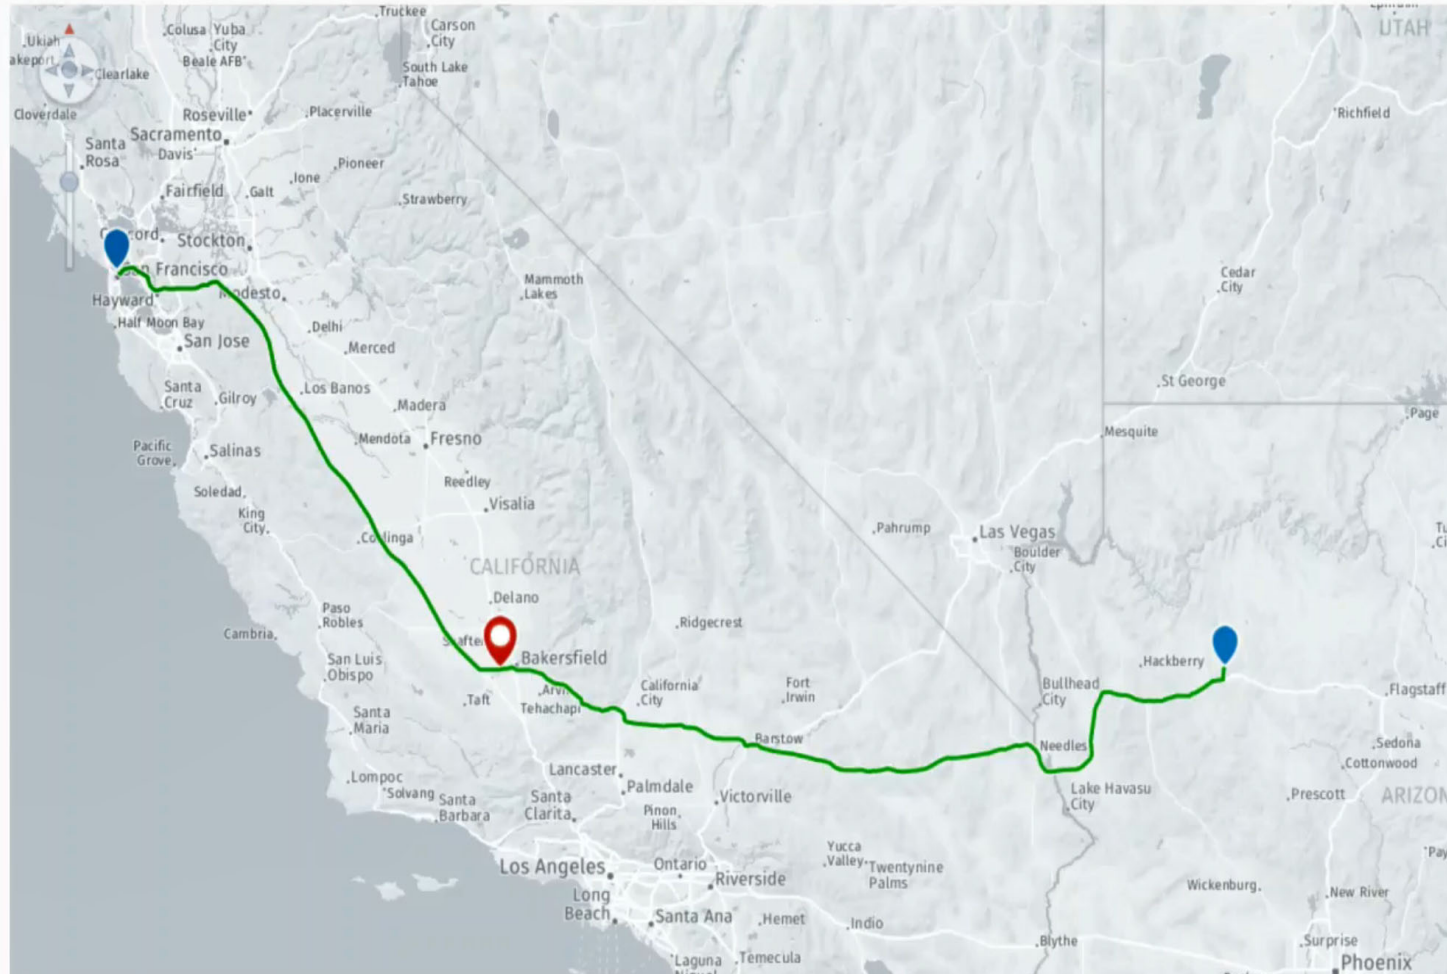 Truckee
Colusa
Yuba
City
Carson
City
UTAH
Ukiah
akeport
Clearlake
Beale AFB
South Lake
Tahoe
Cloverdale
Roseville
Placerville
Richfield
Sacramento
Santa
Rosa
Davis
Pioneer
Ione
Fairfield
Galt
Strawberry
Stockton
San Francisco
Cedar
City
Mammoth
Lakes
Hayward
Modesto
Half Moon Bay
Delhi
San Jose
Merced
Santa
Cruz
Gilroy
Los Banos
St George
Madera
Page
Pacific
Grove
Salinas
Mendota
Fresno
Mesquite
Soledad
Reedley
King
City
Visalia
Pahrump
Las Vegas
Coalinga
Boulder
City
CALIFORNIA
Delano
Paso
Robles
Cambria
Ridgecrest
Shafter
Bakersfield
Hackberry
San Luis
Obispo
Taft
Arvin
Tehachapi
California
City
Fort
Irwin
Bullhead
City
Flagstaff
Santa
Maria
Barstow
Needles
Sedona
Cottonwood
Lompoc
Solvang
Santa
Barbara
Lancaster
Palmdale
Santa
Clarita
Pinon
Hills
Victorville
Lake Havasu
City
Prescott
ARIZON
Yucca
Valley
Twentynine
Palms
Los Angeles
Ontario
Riverside
Wickenburg
New River
Pay
Long
Beach
Santa Ana
Hemet
Indio
Blythe
Surprise
Laguna
Temecula
Phoenix